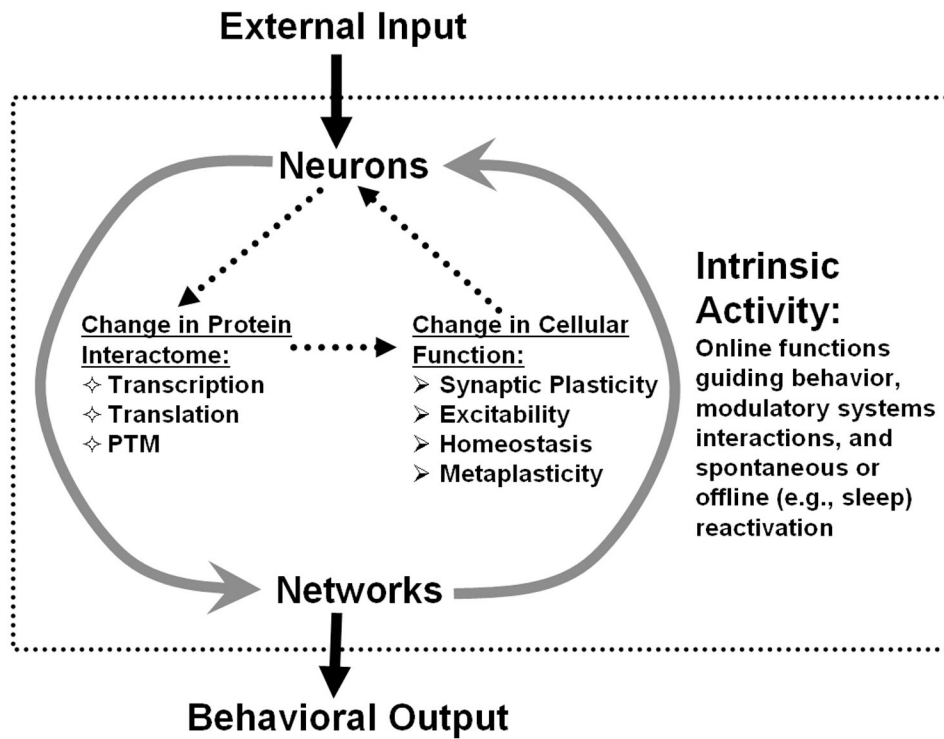 External Input
Neurons
Change in Protein
Interactome:
✧ Transcription
✧ Translation
✧ PTM
Change in Cellular
Function:
➢ Synaptic Plasticity
➢ Excitability
➢ Homeostasis
➢ Metaplasticity
Intrinsic
Activity:
Online functions
guiding behavior,
modulatory systems
interactions, and
spontaneous or
offline (e.g., sleep)
reactivation
Networks
Behavioral Output